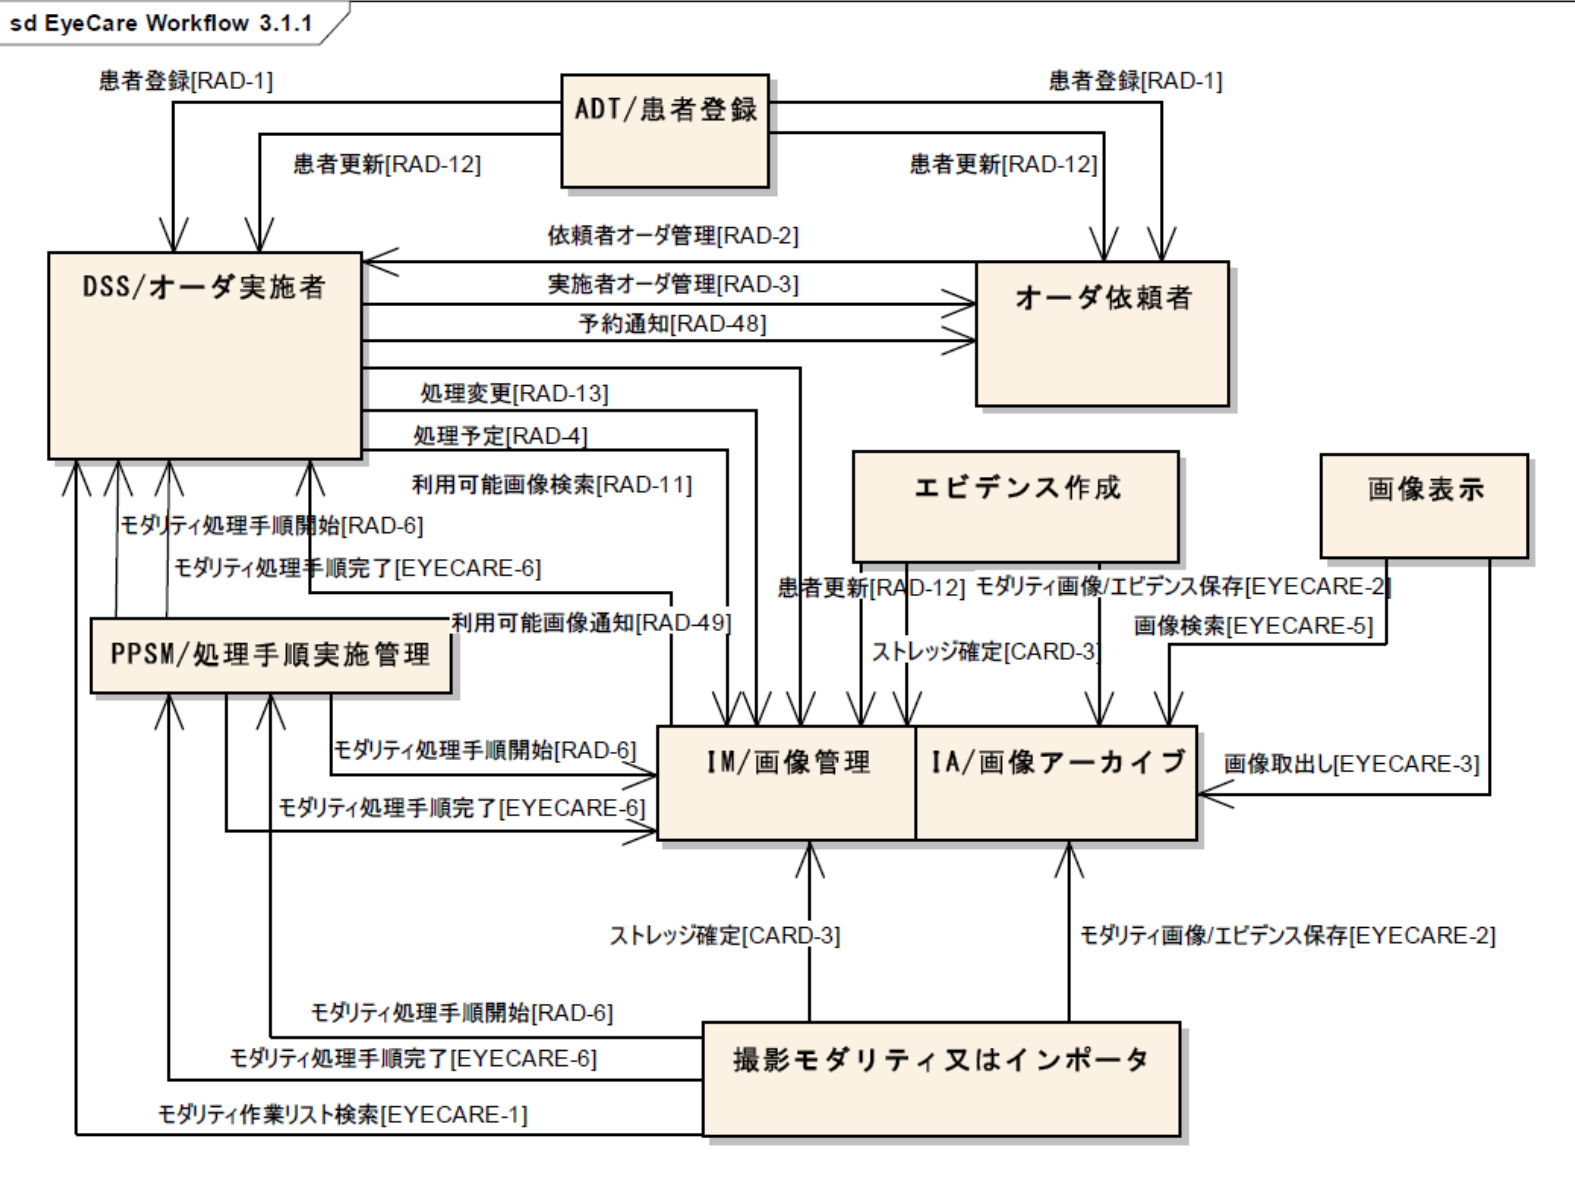 sd EyeCare Workflow 3.1.1
患者登録[RAD-1]
患者登録[RAD-1]
ADT/患者登録
患者更新[RAD-12]
患者更新[RAD-12]
依頼者オーダ管理[RAD-2]
DSS/オーダ実施者
実施者オーダ管理[RAD-3]
オーダ依頼者
予約通知[RAD-48]
処理変更[RAD-13]
処理予定[RAD-4]
利用可能画像検索[RAD-11]
エビデンス作成
画像表示
モダリティ処理手順開始[RAD-6]
モダリティ処理手順完了[EYECARE-6]
患者更新[RAD-12]
モダリティ画像/エビデンス保存[EYECARE-2]
利用可能画像通知[RAD-49]
画像検索[EYECARE-5]
PPSM/処理手順実施管理
ストレッジ確定[CARD-3]
モダリティ処理手順開始[RAD-6]
IM/画像管理
IA/画像アーカイブ
画像取出し[EYECARE-3]
モダリティ処理手順完了[EYECARE-6]
ストレッジ確定[CARD-3]
モダリティ画像/エビデンス保存[EYECARE-2]
モダリティ処理手順開始[RAD-6]
モダリティ処理手順完了[EYECARE-6]
撮影モダリティ又はインポータ
モダリティ作業リスト検索[EYECARE-1]